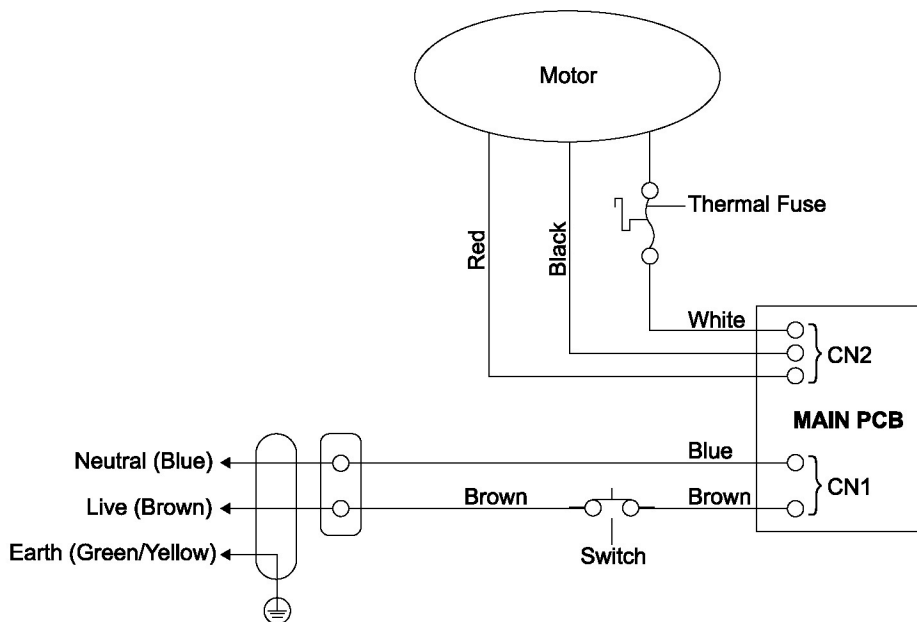 Motor
Thermal Fuse
Red
Black
White
CN2
MAIN PCB
Neutral (Blue)
Blue
CN1
Live (Brown)
Brown
Brown
Earth (Green/Yellow)
Switch